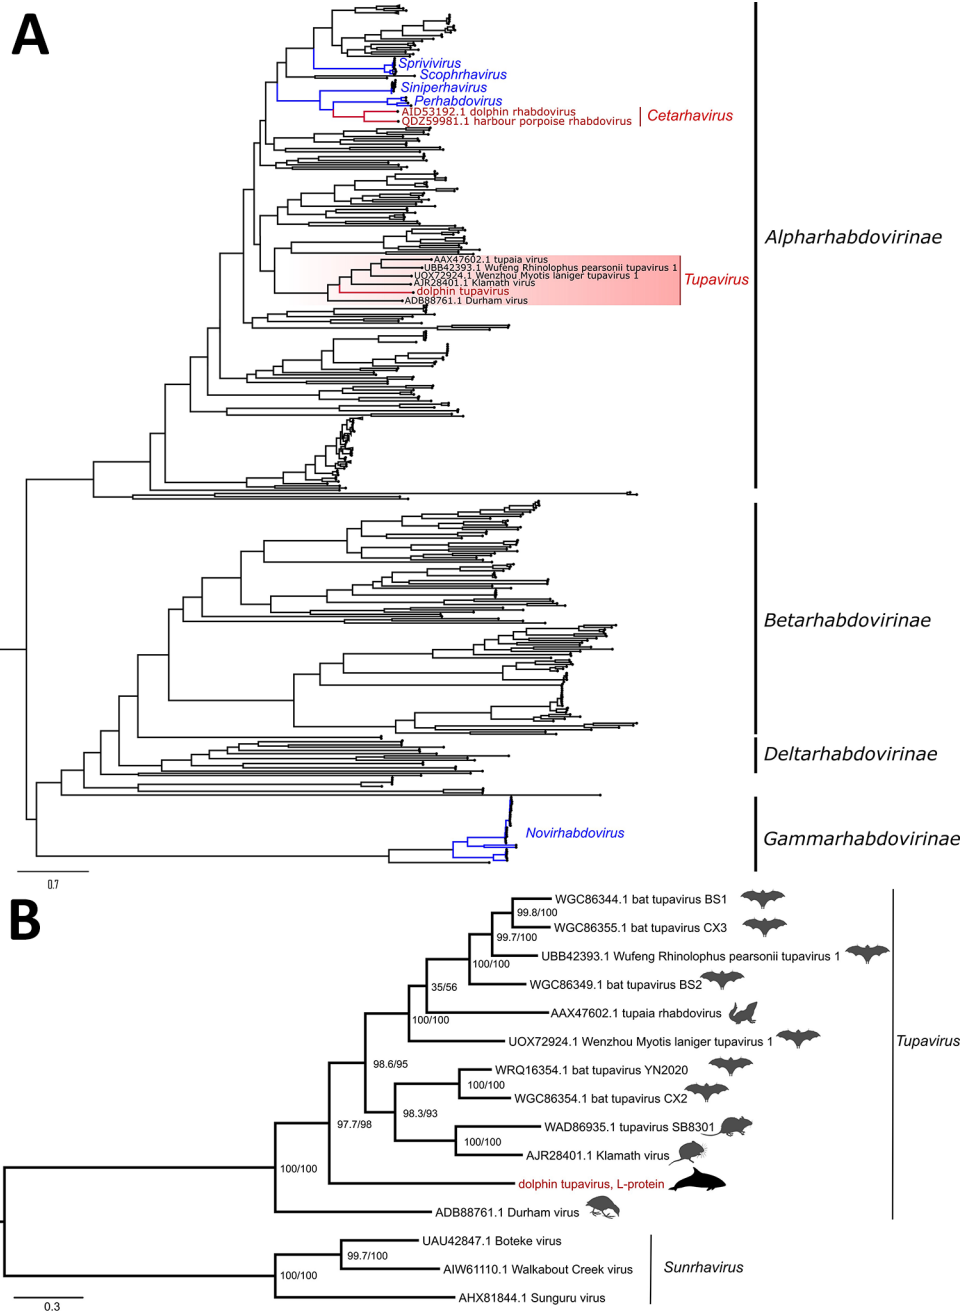 A
Sprivivirus
Scophrhavirus
Siniperhavirus
Perhabdovirus
AID53192.1 dolphin rhabdovirus
QDZ59981.1 harbour porpoise rhabdovirus
Cetarhavirus
Alpharhabdovirinae
AAX47602.1 tupaia virus
UBB42393.1 Wufeng Rhinolophus pearsonii tupavirus 1
UOX72924.1 Wenzhou Myotis laniger tupavirus 1
AJR28401.1 Klamath virus
dolphin tupavirus
ADB88761.1 Durham virus
Tupavirus
Betarhabdovirinae
Deltarhabdovirinae
Novirhabdovirus
Gammarhabdovirinae
0.7
B
WGC86344.1 bat tupavirus BS1
99.8/100
WGC86355.1 bat tupavirus CX3
99.7/100
UBB42393.1 Wufeng Rhinolophus pearsonii tupavirus 1
100/100
WGC86349.1 bat tupavirus BS2
35/56
AAX47602.1 tupaia rhabdovirus
100/100
UOX72924.1 Wenzhou Myotis laniger tupavirus 1
Tupavirus
98.6/95
WRQ16354.1 bat tupavirus YN2020
100/100
WGC86354.1 bat tupavirus CX2
98.3/93
97.7/98
WAD86935.1 tupavirus SB8301
100/100
AJR28401.1 Klamath virus
100/100
dolphin tupavirus, L-protein
ADB88761.1 Durham virus
UAU42847.1 Boteke virus
99.7/100
AIW61110.1 Walkabout Creek virus
100/100
Sunrhavirus
AHX81844.1 Sunguru virus
0.3